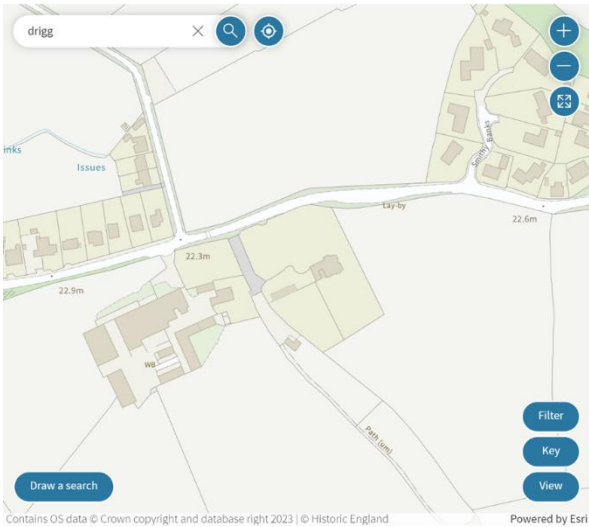 drigg
Issues
Smithy Banks
Lay-by
22.6m
22.3m
22.9m
WB
Path (um)
Filter
Key
Draw a search
View
Contains OS data © Crown copyright and database right 2023 | © Historic England
Powered by Esri